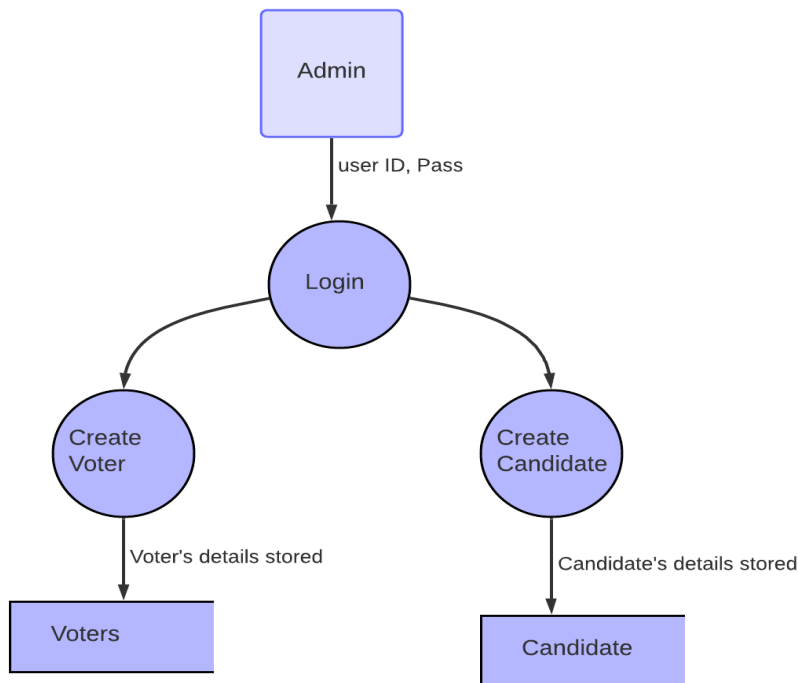 Admin
user ID, Pass
Login
Create
Voter
Create
Candidate
Voter's details stored
Candidate's details stored
Voters
Candidate